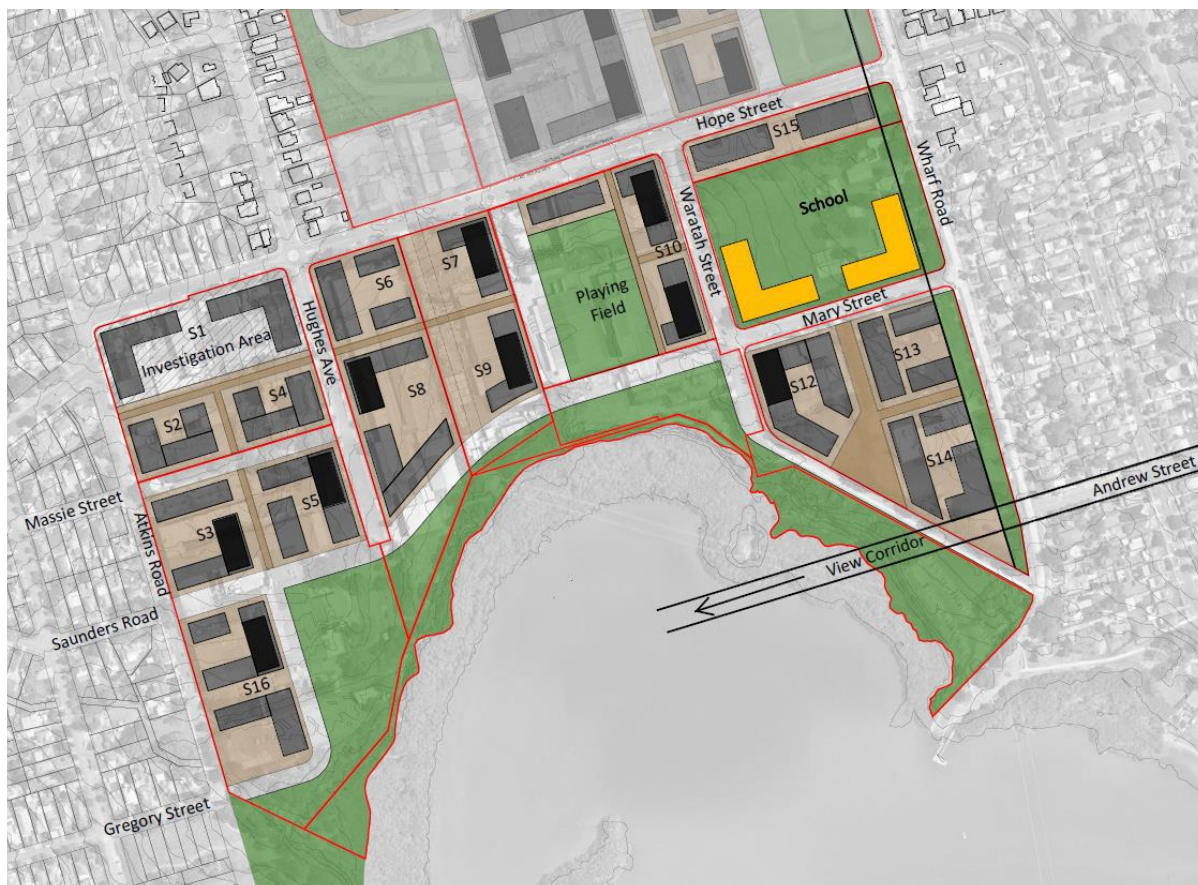 Hope Street
S15
Wharf Road
School
Waratah Street
S10
S7
S6
Playing
Field
S1
Investigation Area
Hughes Ave
Mary Street
S9
S8
S13
S12
S4
S2
S14
Andrew Street
Massie Street
Atkins Road
S5
S3
View Corridor
Saunders Road
S16
Gregory Street